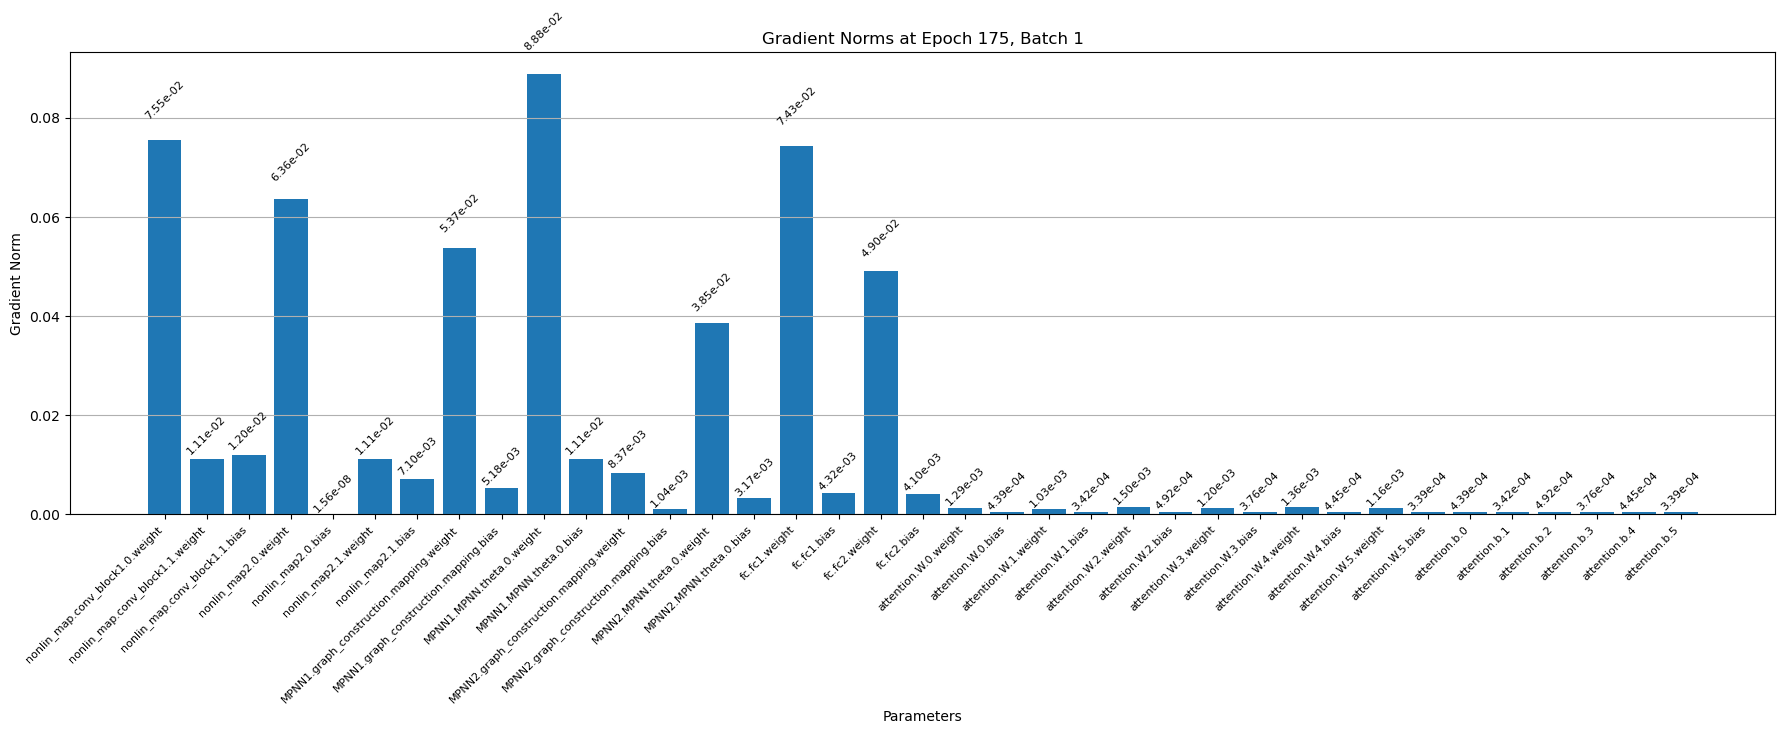 Gradient Norms at Epoch 175, Batch 1
Gradient Norm
0.08
0.06
0.04
0.02
0.00
7.55e-02
1.11e-02
1.20e-02
6.36e-02
1.56e-08
1.11e-02
7.10e-03
5.37e-02
5.18e-03
8.88e-02
1.11e-02
8.37e-03
1.04e-03
3.85e-02
3.17e-03
7.43e-02
4.32e-03
4.90e-02
4.10e-03
1.29e-03
4.39e-04
1.03e-03
3.42e-04
1.50e-03
4.92e-04
1.20e-03
3.76e-04
1.36e-03
4.45e-04
1.16e-03
3.39e-04
4.39e-04
3.42e-04
4.92e-04
3.76e-04
4.45e-04
3.39e-04
nonlin_map.conv_block1.0.weight
nonlin_map.conv_block1.1.weight
nonlin_map.conv_block1.1.bias
nonlin_map2.0.weight
nonlin_map2.0.bias
nonlin_map2.1.weight
nonlin_map2.1.bias
MPNN1.graph_construction.mapping.weight
MPNN1.graph_construction.mapping.bias
MPNN1.MPNN.theta.0.weight
MPNN1.MPNN.theta.0.bias
MPNN2.graph_construction.mapping.weight
MPNN2.graph_construction.mapping.bias
MPNN2.MPNN.theta.0.weight
MPNN2.MPNN.theta.0.bias
fc.fc1.weight
fc.fc1.bias
fc.fc2.weight
fc.fc2.bias
attention.W.0.weight
attention.W.0.bias
attention.W.1.weight
attention.W.1.bias
attention.W.2.weight
attention.W.2.bias
attention.W.3.weight
attention.W.3.bias
attention.W.4.weight
attention.W.4.bias
attention.W.5.weight
attention.W.5.bias
attention.b.0
attention.b.1
attention.b.2
attention.b.3
attention.b.4
attention.b.5
Parameters